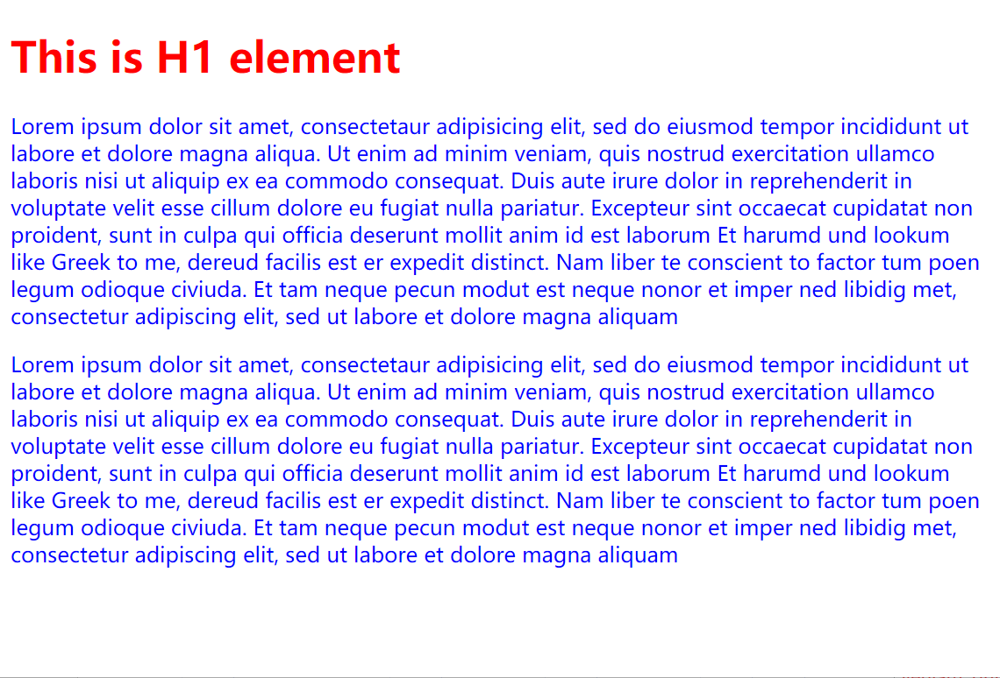 This is H1 element
Lorem ipsum dolor sit amet, consectetaur adipisicing elit, sed do eiusmod tempor incididunt ut
labore et dolore magna aliqua. Ut enim ad minim veniam, quis nostrud exercitation ullamco
laboris nisi ut aliquip ex ea commodo consequat. Duis aute irure dolor in reprehenderit in
voluptate velit esse cillum dolore eu fugiat nulla pariatur. Excepteur sint occaecat cupidatat non
proident, sunt in culpa qui officia deserunt mollit anim id est laborum Et harumd und lookum
like Greek to me, dereud facilis est er expedit distinct. Nam liber te conscient to factor tum poen
legum odioque civiuda. Et tam neque pecun modut est neque nonor et imper ned libidig met,
consectetur adipiscing elit, sed ut labore et dolore magna aliquam
Lorem ipsum dolor sit amet, consectetaur adipisicing elit, sed do eiusmod tempor incididunt ut
labore et dolore magna aliqua. Ut enim ad minim veniam, quis nostrud exercitation ullamco
laboris nisi ut aliquip ex ea commodo consequat. Duis aute irure dolor in reprehenderit in
voluptate velit esse cillum dolore eu fugiat nulla pariatur. Excepteur sint occaecat cupidatat non
proident, sunt in culpa qui officia deserunt mollit anim id est laborum Et harumd und lookum
like Greek to me, dereud facilis est er expedit distinct. Nam liber te conscient to factor tum poen
legum odioque civiuda. Et tam neque pecun modut est neque nonor et imper ned libidig met,
consectetur adipiscing elit, sed ut labore et dolore magna aliquam